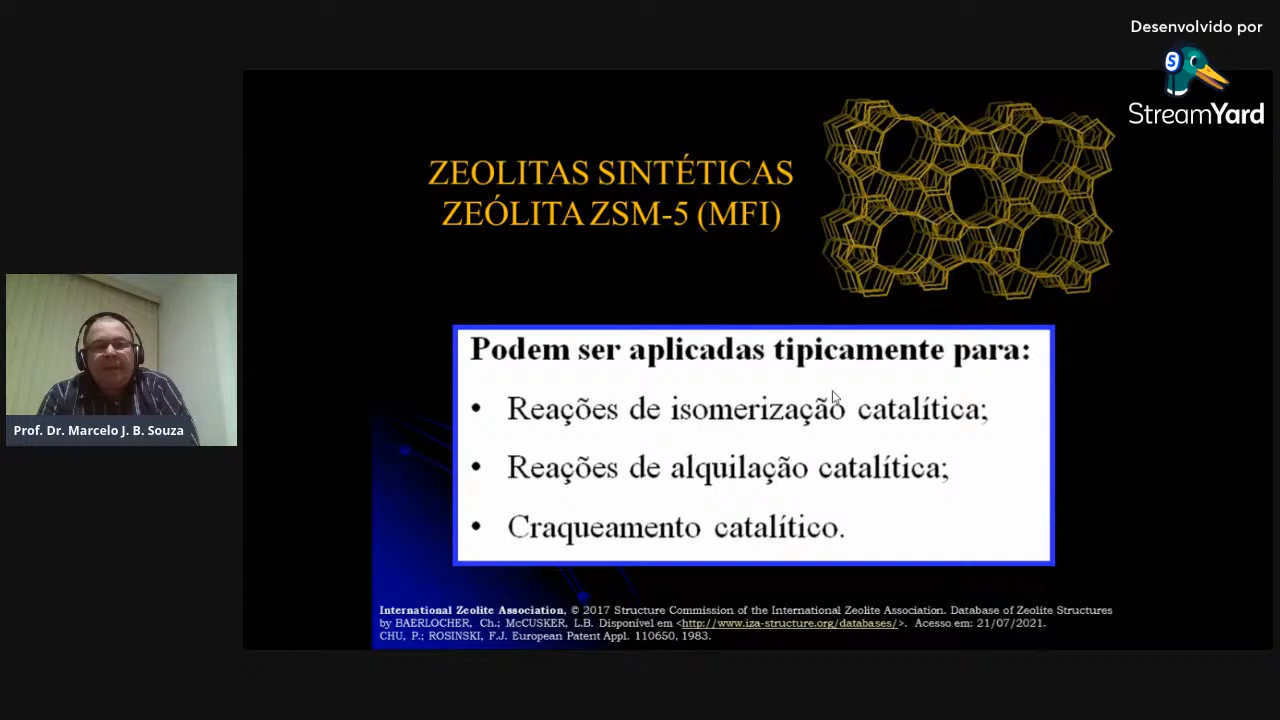 Desenvolvido por
StreamYard
ZEOLITAS SINTÉTICAS
ZEÓLITA ZSM-5 (MFI)
Podem ser aplicadas tipicamente para:
• Reações de isomerização catalítica;
• Reações de alquilação catalítica;
• Craqueamento catalítico.
Prof. Dr. Marcelo J. B. Souza
International Zeolite Association. © 2017 Structure Commission of the International Zeolite Association. Database of Zeolite Structures
by BAERLOCHER, Ch.; McCUSKER, L.B. Disponível em <http://www.iza-structure.org/databases/>. Acesso em: 21/07/2021.
CHU, P.; ROSINSKI, F.J. European Patent Appl. 110650, 1983.